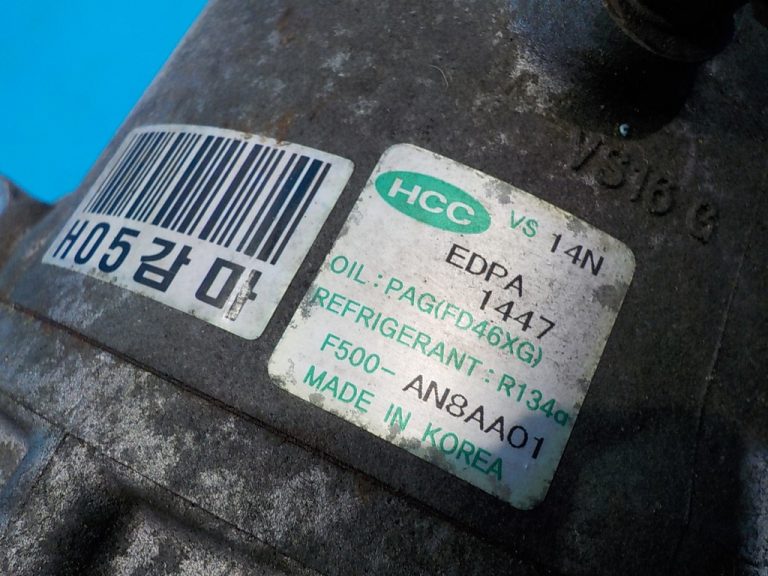 VS16 G
H05감마
HCC VS 14N
EDPA
1447
OIL : PAG(FD46XG)
REFRIGERANT : R134a
F500- AN8AA01
MADE IN KOREA